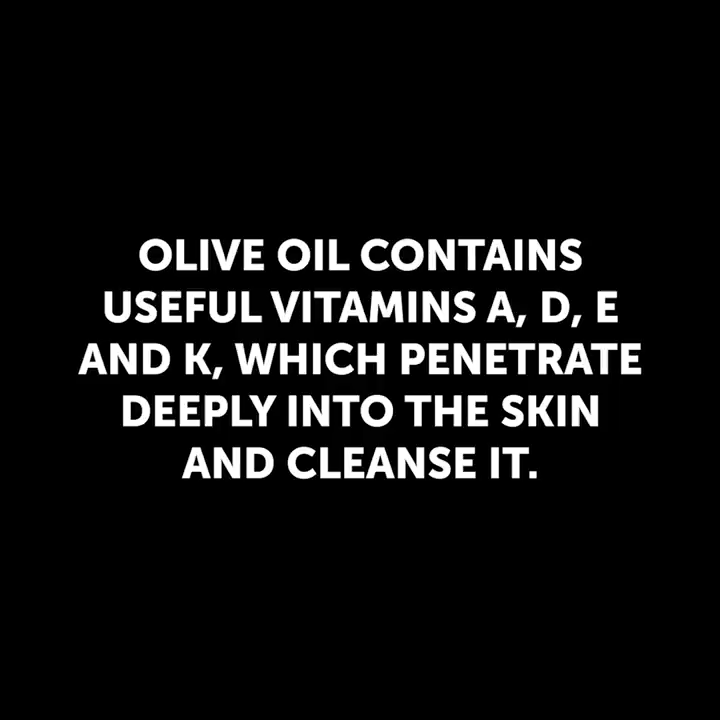 OLIVE OIL CONTAINS
USEFUL VITAMINS A, D, E
AND K, WHICH PENETRATE
DEEPLY INTO THE SKIN
AND CLEANSE IT.